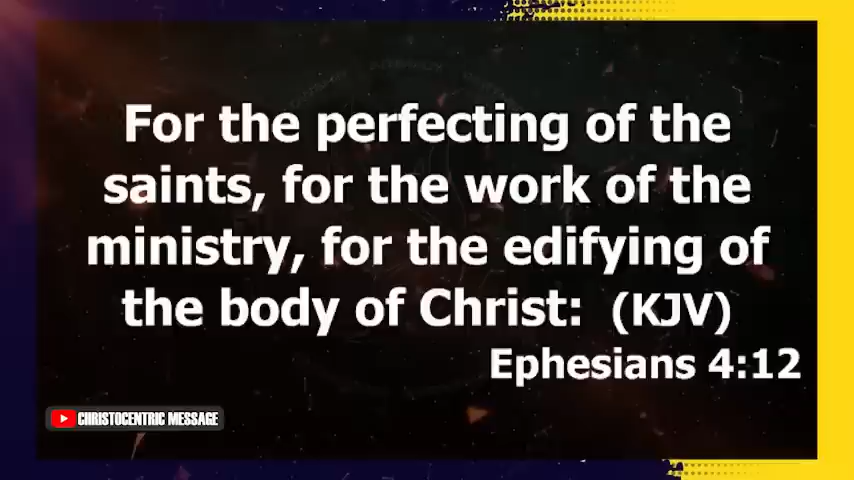 For the perfecting of the
saints, for the work of the
ministry, for the edifying of
the body of Christ:  (KJV)
Ephesians 4:12
CHRISTOCENTRIC MESSAGE